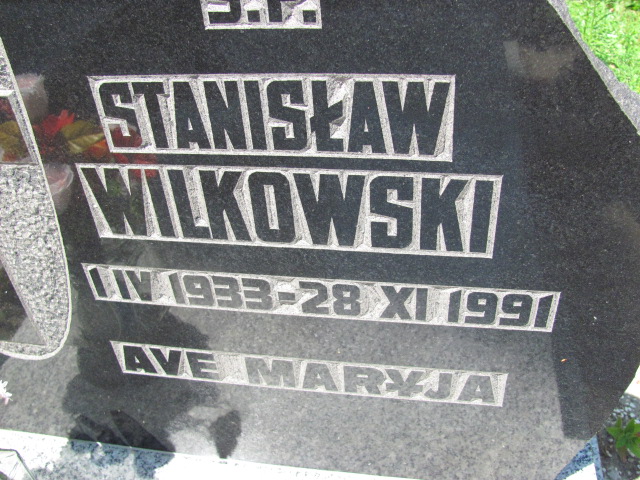 Ś.P.
STANISŁAW
WILKOWSKI
1 IV 1933-28 XI 1991
AVE MARYJA